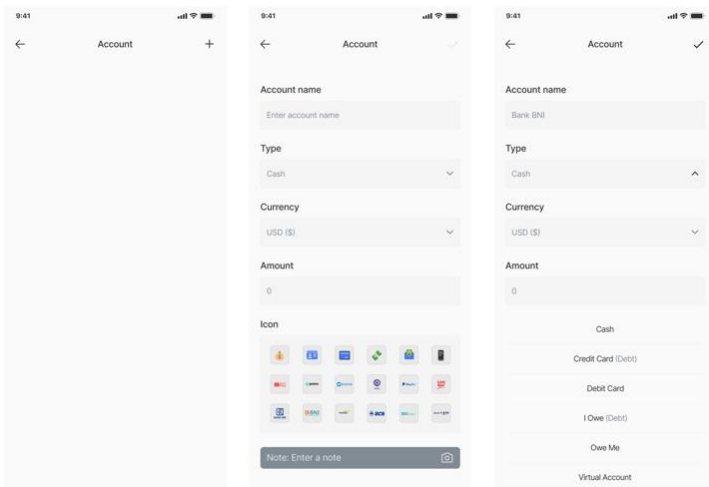 9:41
Account
9:41
Account
Account name
Enter account name
Type
Cash
Currency
USD ($)
Amount
0
Icon
BNI
BCA
Note: Enter a note
9:41
Account
Account name
Bank BNI
Type
Cash
Currency
USD ($)
Amount
0
Cash
Credit Card (Debt)
Debit Card
I Owe (Debt)
Owe Me
Virtual Account